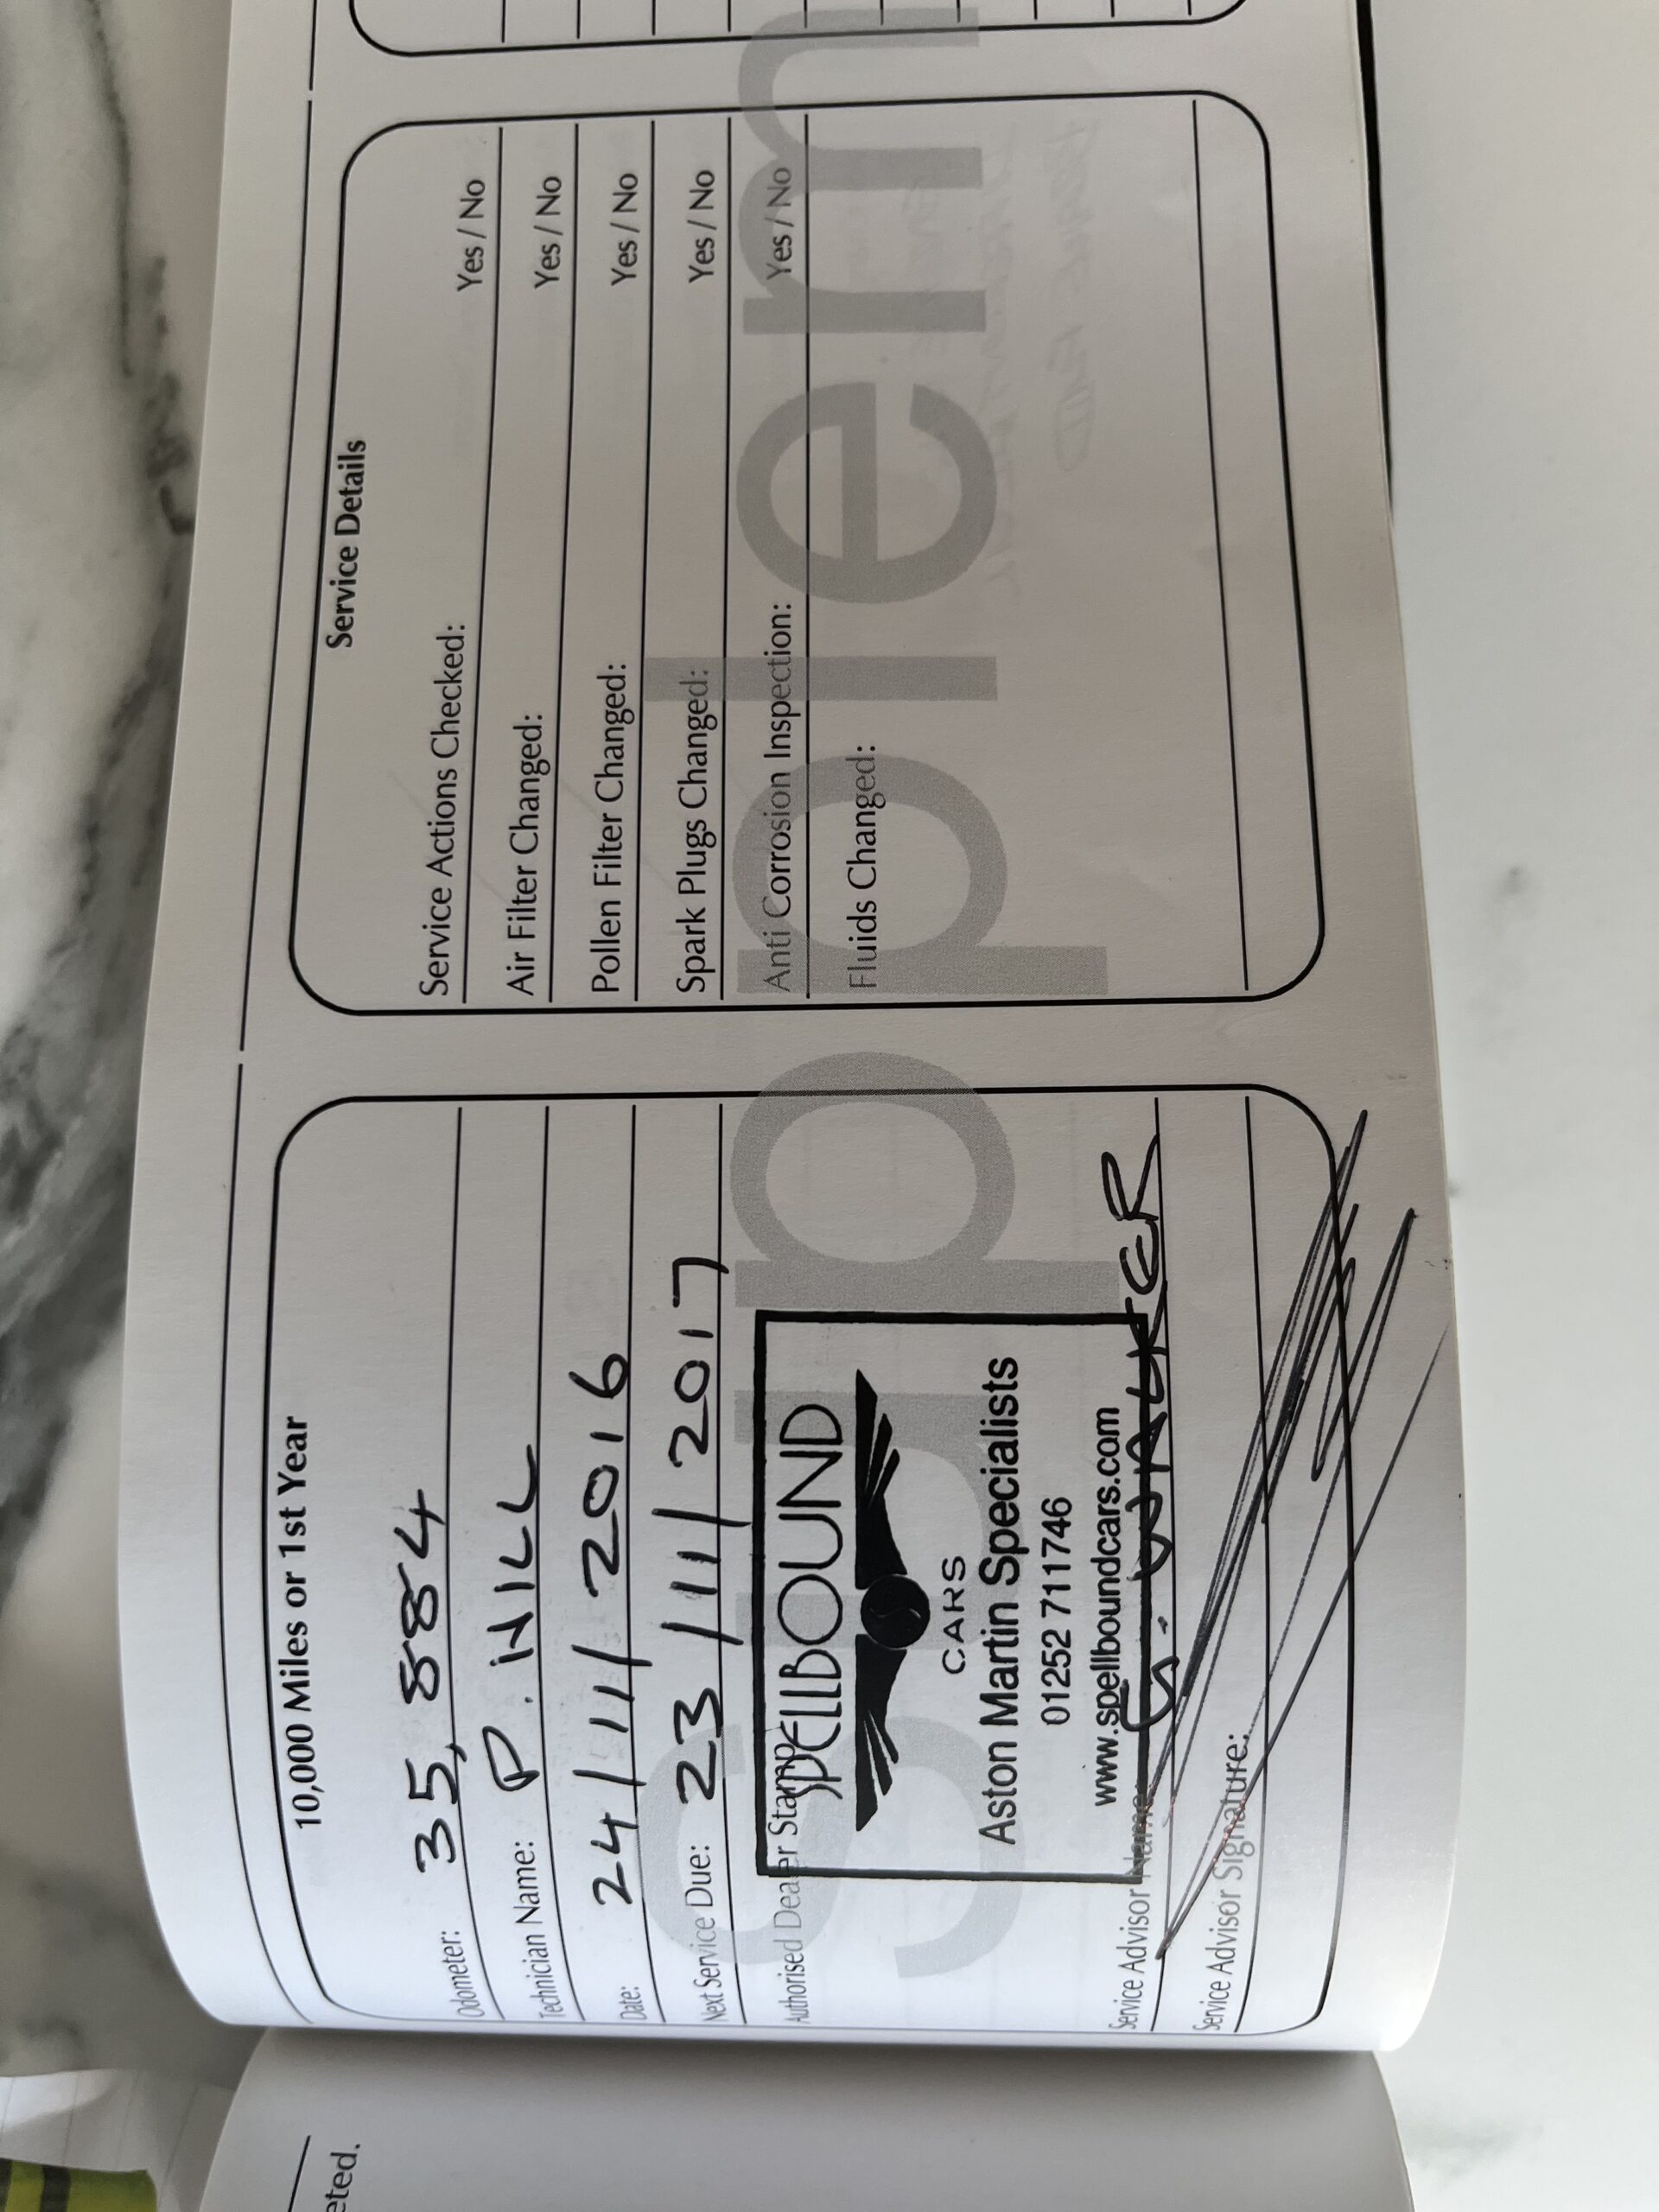 10,000 Miles or 1st Year
Odometer: 35,884
Technician Name: P. HILL
Date: 24/11/2016
Next Service Due: 23/11/2017
Authorised Dealer Stamp
SPELLBOUND
CARS
Aston Martin Specialists
01252 711746
www.spellboundcars.com
Service Advisor Name: G. WALKER
Service Advisor Signature:
Service Details
Service Actions Checked: Yes / No
Air Filter Changed: Yes / No
Pollen Filter Changed: Yes / No
Spark Plugs Changed: Yes / No
Anti Corrosion Inspection: Yes / No
Fluids Changed:
Supplem
eted.